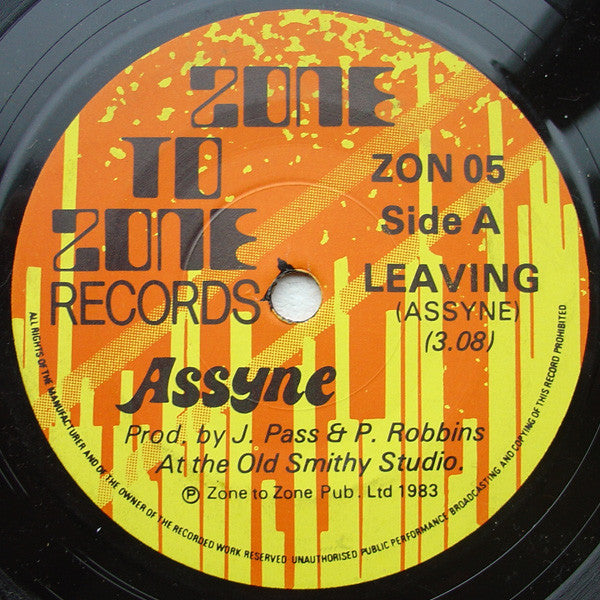 ZONE
TO
ZONE
RECORDS
ZON 05
Side A
LEAVING
(ASSYNE)
(3.08)
Assyne
Prod. by J. Pass & P. Robbins
At the Old Smithy Studio.
Ⓟ Zone to Zone Pub. Ltd 1983
ALL RIGHTS OF THE MANUFACTURER AND OR THE OWNER OF THE RECORDED WORK RESERVED UNAUTHORISED PUBLIC PERFORMANCE BROADCASTING AND COPYING OF THIS RECORD PROHIBITED